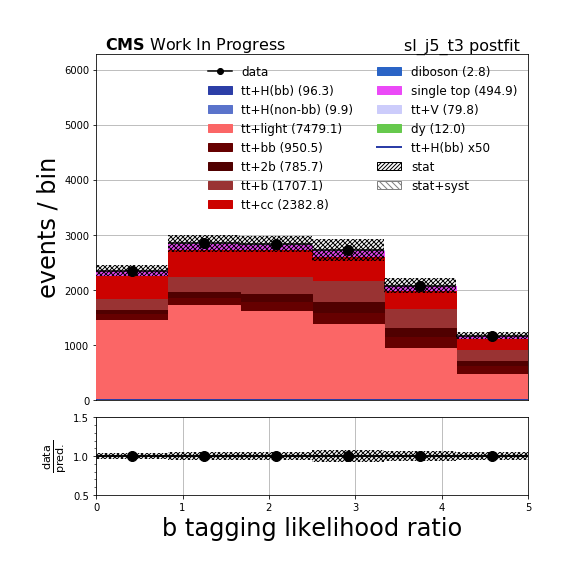 CMS Work In Progress sl_j5_t3 postfit
data
tt+H(bb) (96.3)
tt+H(non-bb) (9.9)
tt+light (7479.1)
tt+bb (950.5)
tt+2b (785.7)
tt+b (1707.1)
tt+cc (2382.8)
diboson (2.8)
single top (494.9)
tt+V (79.8)
dy (12.0)
tt+H(bb) x50
stat
stat+syst
events / bin
6000
5000
4000
3000
2000
1000
0
data
pred.
1.5
1.0
0.5
0 1 2 3 4 5
b tagging likelihood ratio